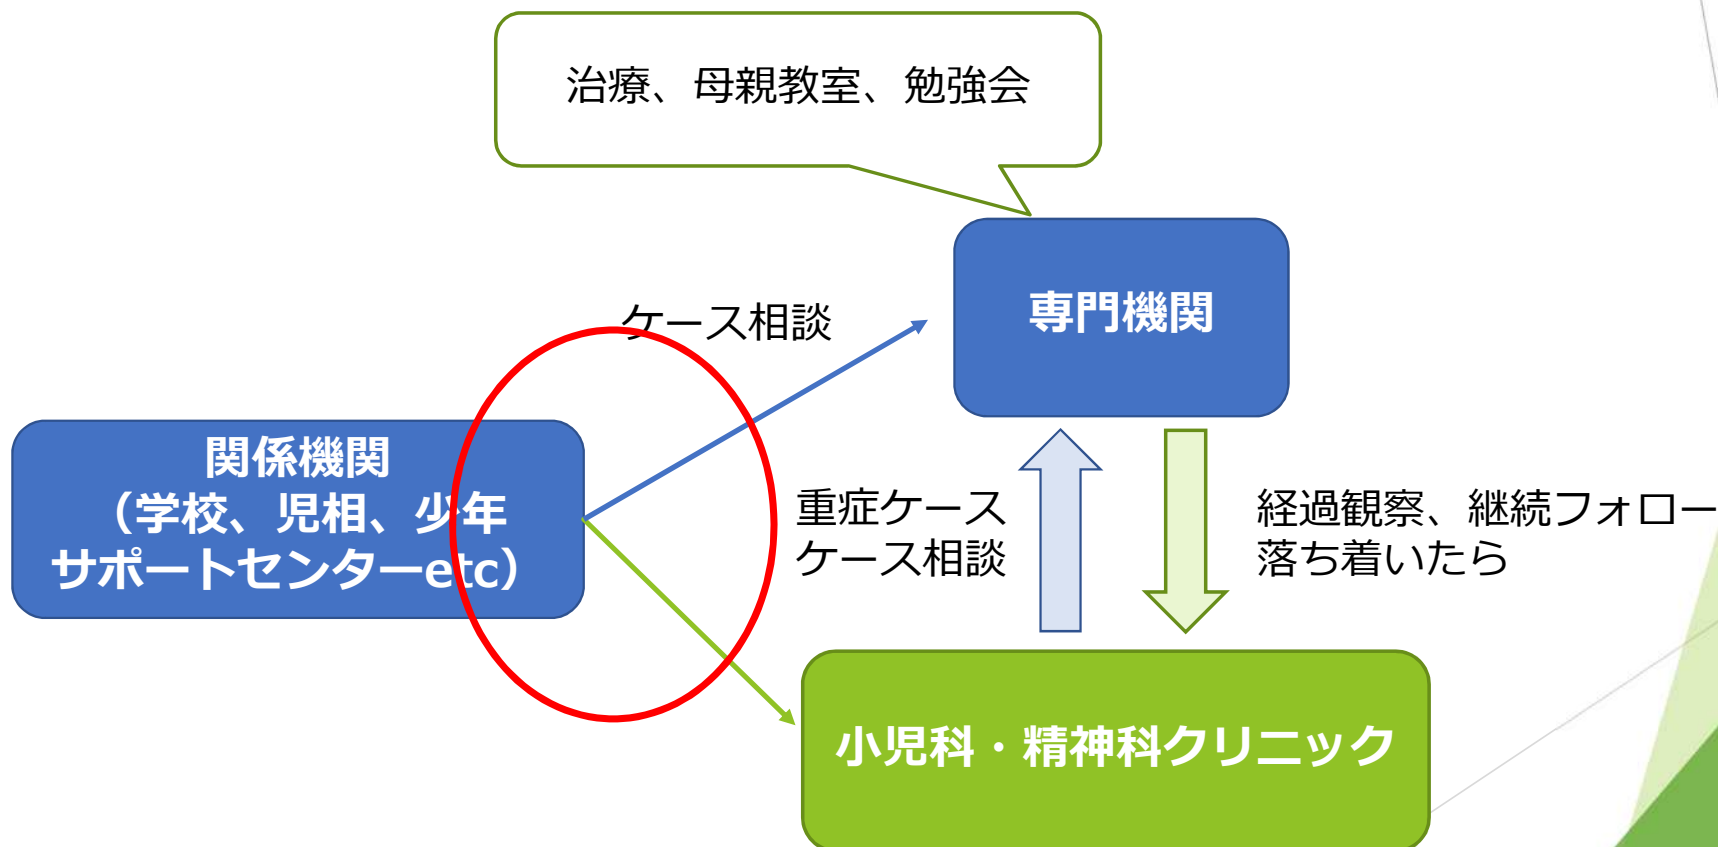 治療、母親教室、勉強会
専門機関
ケース相談
関係機関
（学校、児相、少年
サポートセンターetc）
重症ケース
ケース相談
経過観察、継続フォロー
落ち着いたら
小児科・精神科クリニック